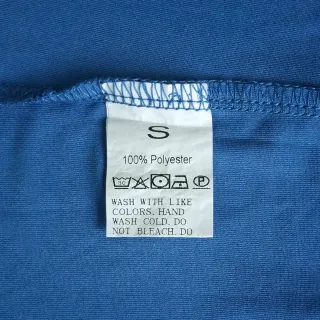 S
100% Polyester
WASH WITH LIKE
COLORS. HAND
WASH COLD. DO
NOT BLEACH. DO